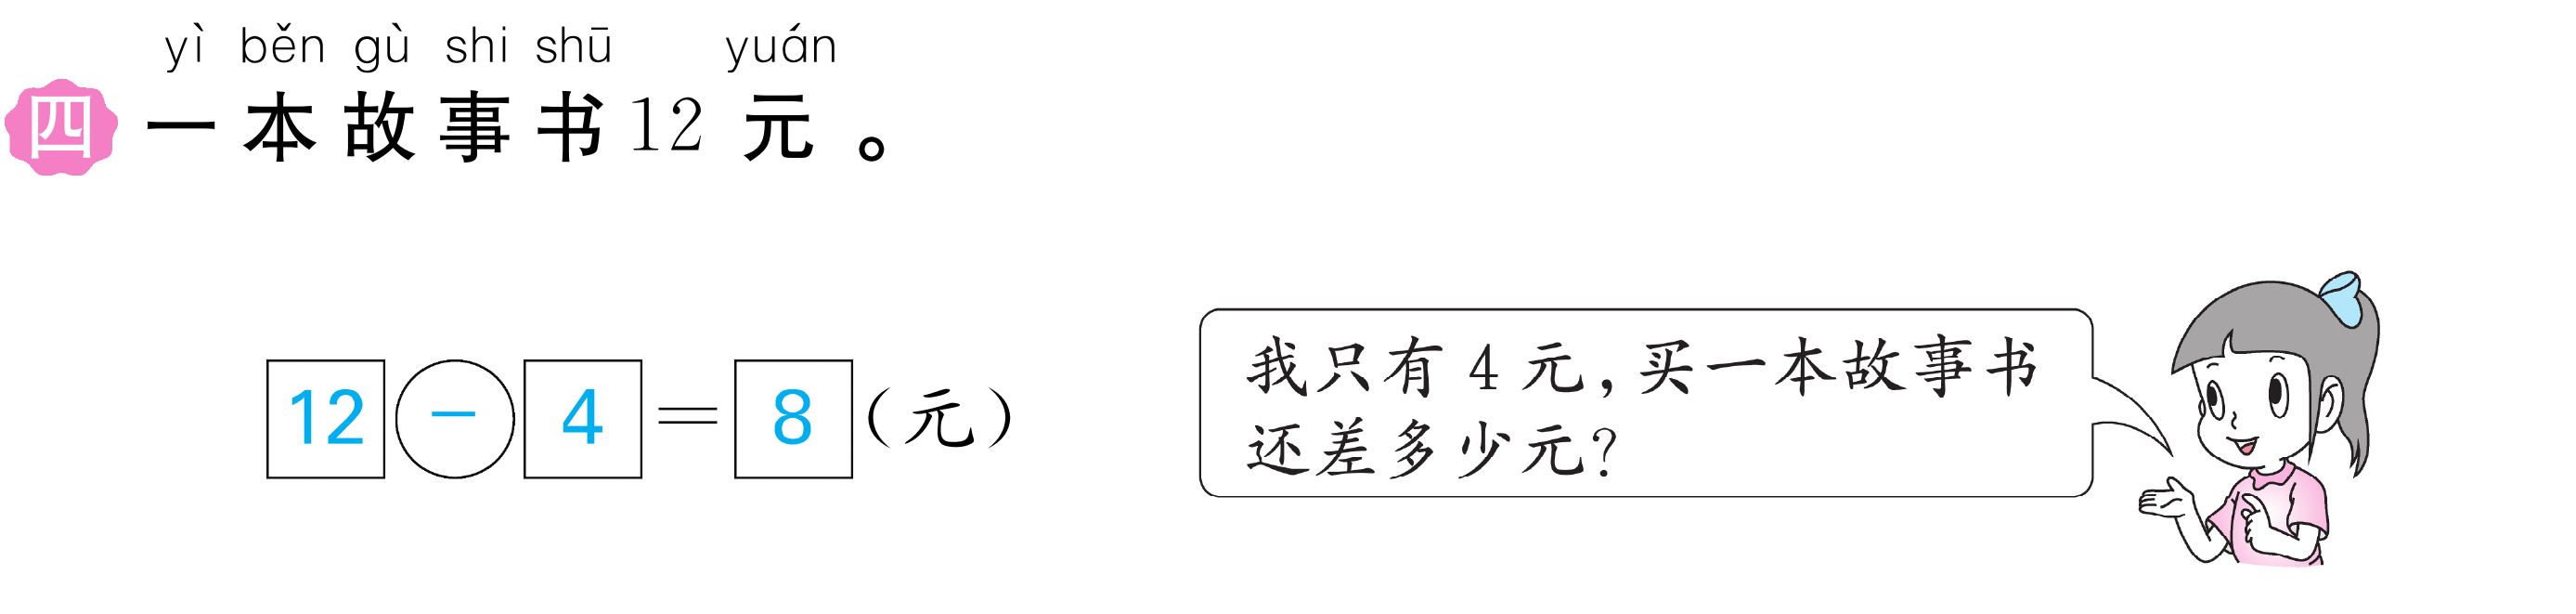 yì běn gù shi shū yuán
四 一本故事书12元。
12 － 4 ＝ 8（元）
我只有4元，买一本故事书
还差多少元？